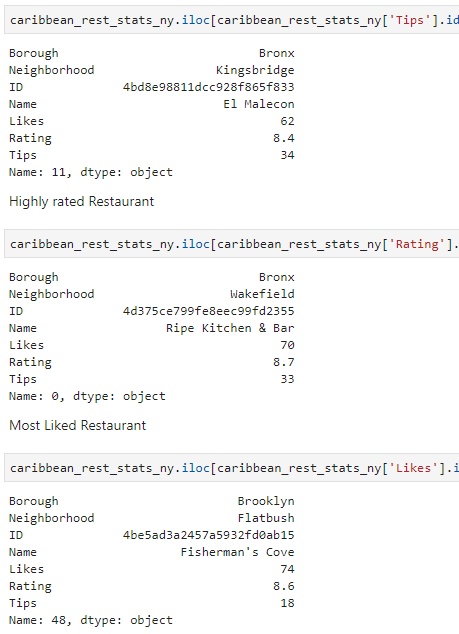 caribbean_rest_stats_ny.iloc[caribbean_rest_stats_ny['Tips'].id
Borough Bronx
Neighborhood Kingsbridge
ID 4bd8e98811dcc928f865f833
Name El Malecon
Likes 62
Rating 8.4
Tips 34
Name: 11, dtype: object
Highly rated Restaurant
caribbean_rest_stats_ny.iloc[caribbean_rest_stats_ny['Rating'].
Borough Bronx
Neighborhood Wakefield
ID 4d375ce799fe8eec99fd2355
Name Ripe Kitchen & Bar
Likes 70
Rating 8.7
Tips 33
Name: 0, dtype: object
Most Liked Restaurant
caribbean_rest_stats_ny.iloc[caribbean_rest_stats_ny['Likes'].i
Borough Brooklyn
Neighborhood Flatbush
ID 4be5ad3a2457a5932fd0ab15
Name Fisherman's Cove
Likes 74
Rating 8.6
Tips 18
Name: 48, dtype: object